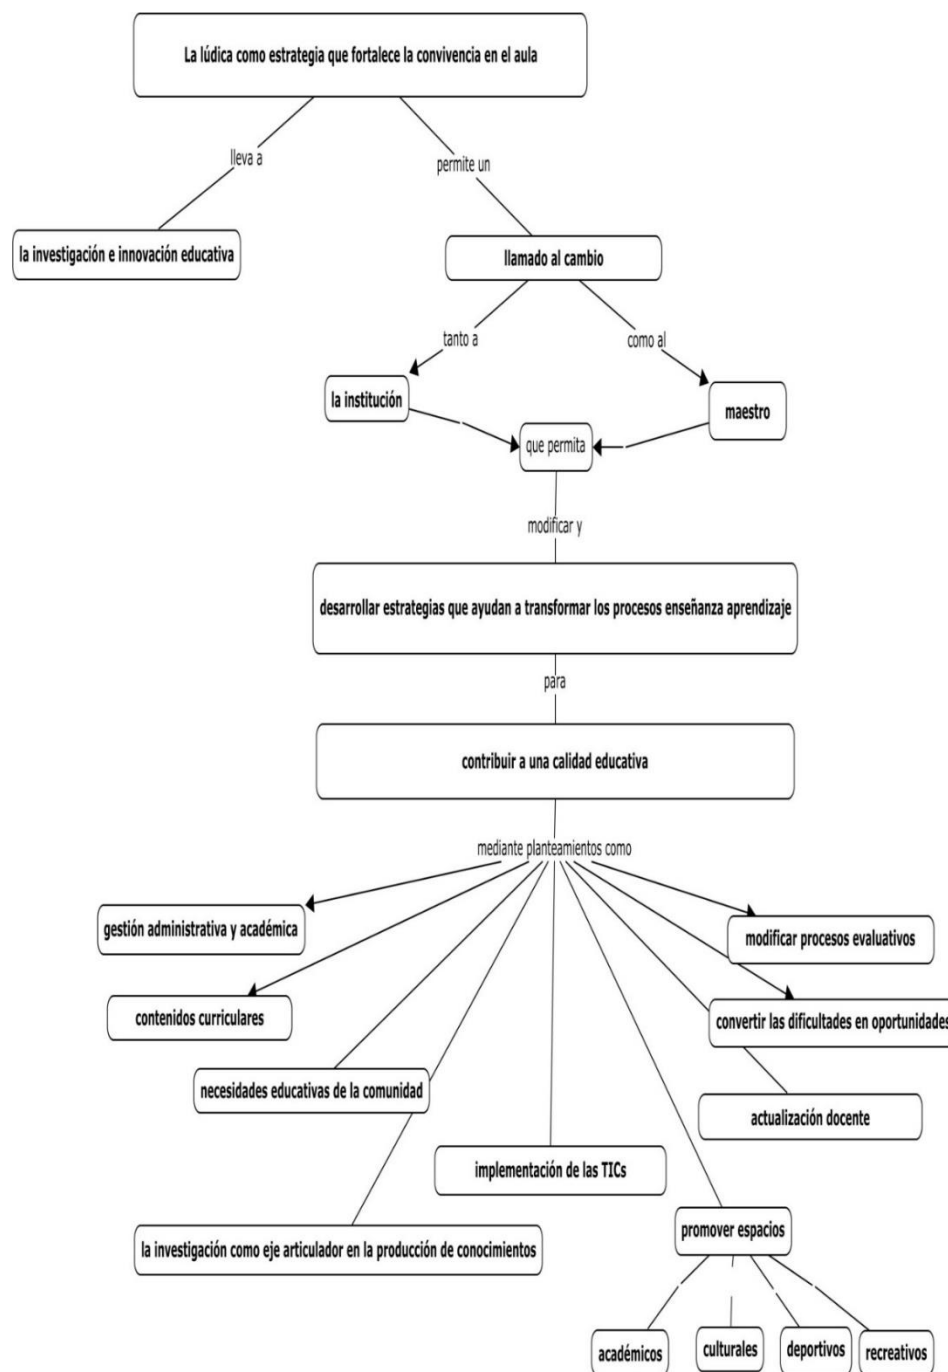 La lúdica como estrategia que fortalece la convivencia en el aula
lleva a
permite un
la investigación e innovación educativa
llamado al cambio
tanto a
como al
la institución
maestro
que permita
modificar y
desarrollar estrategias que ayudan a transformar los procesos enseñanza aprendizaje
para
contribuir a una calidad educativa
mediante planteamientos como
gestión administrativa y académica
modificar procesos evaluativos
contenidos curriculares
convertir las dificultades en oportunidades
necesidades educativas de la comunidad
actualización docente
implementación de las TICs
promover espacios
la investigación como eje articulador en la producción de conocimientos
académicos
culturales
deportivos
recreativos